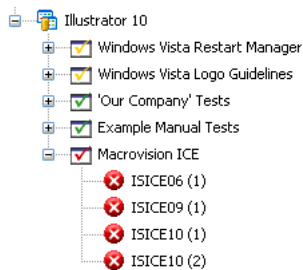 Illustrator 10
Windows Vista Restart Manager
Windows Vista Logo Guidelines
'Our Company' Tests
Example Manual Tests
Macrovision ICE
ISICE06 (1)
ISICE09 (1)
ISICE10 (1)
ISICE10 (2)